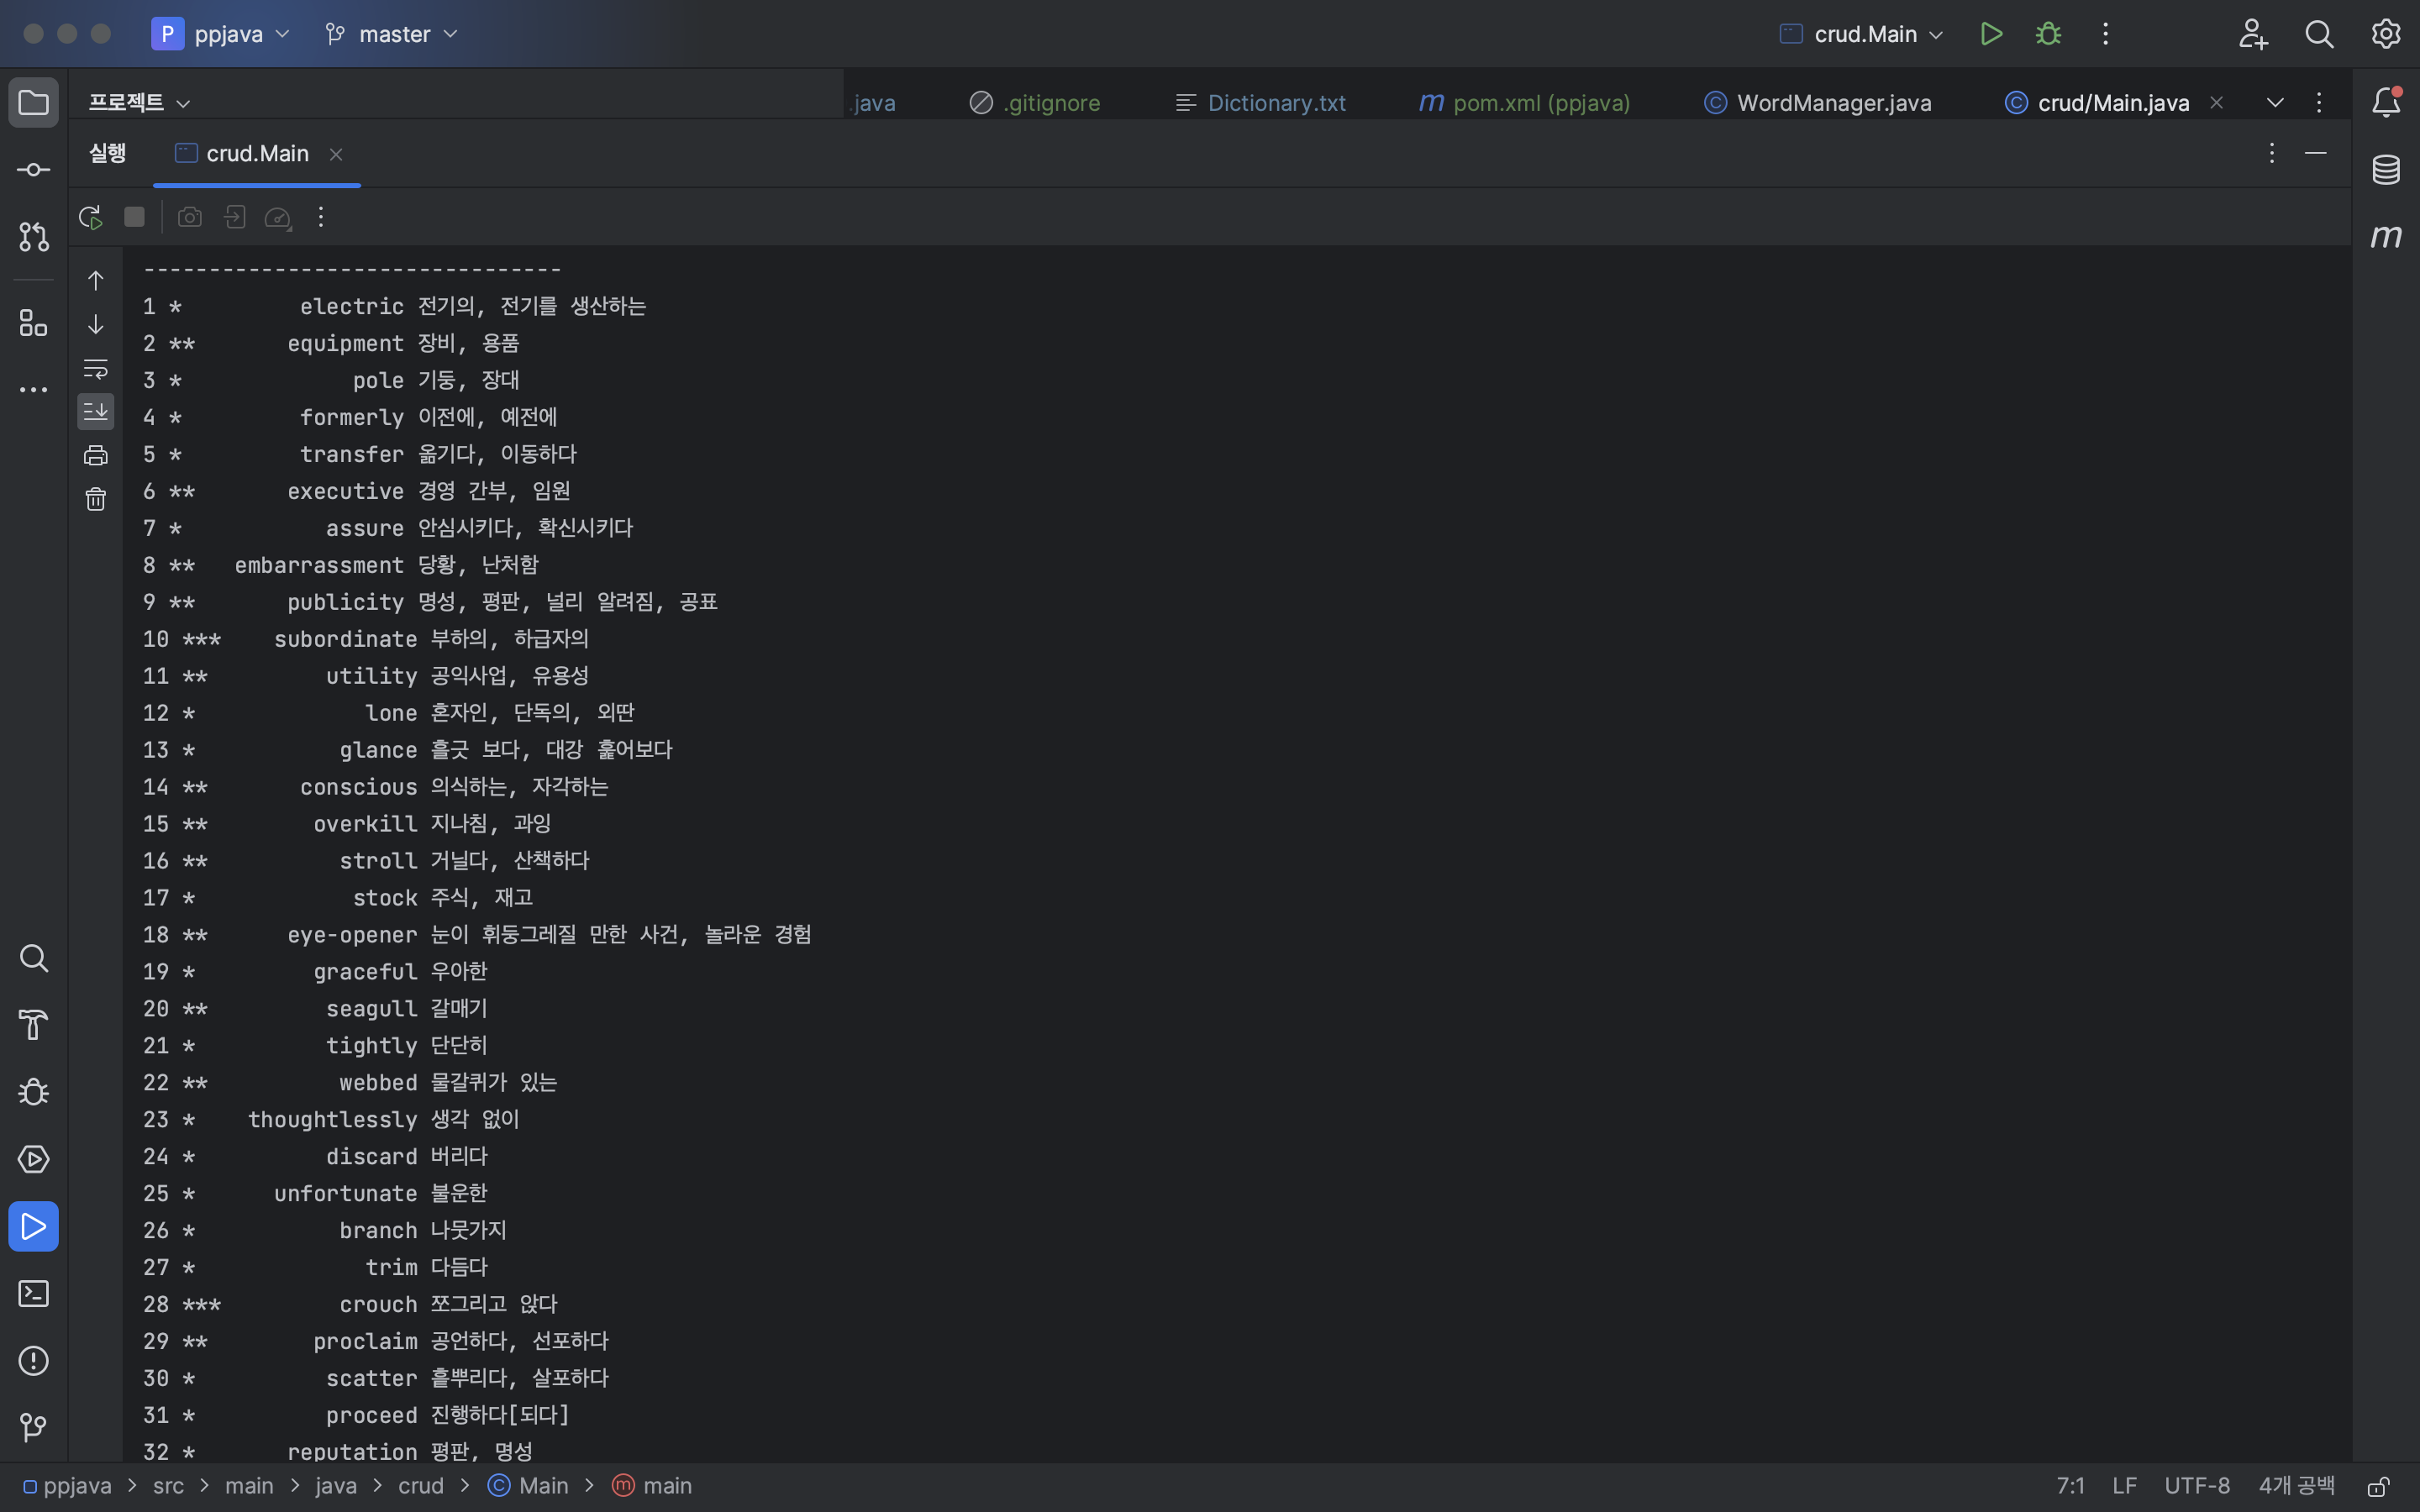 P ppjava master crud.Main
프로젝트 .java .gitignore Dictionary.txt m pom.xml (ppjava) WordManager.java crud/Main.java
실행 crud.Main
--------------------------------
1 * electric 전기의, 전기를 생산하는
2 ** equipment 장비, 용품
3 * pole 기둥, 장대
4 * formerly 이전에, 예전에
5 * transfer 옮기다, 이동하다
6 ** executive 경영 간부, 임원
7 * assure 안심시키다, 확신시키다
8 ** embarrassment 당황, 난처함
9 ** publicity 명성, 평판, 널리 알려짐, 공표
10 *** subordinate 부하의, 하급자의
11 ** utility 공익사업, 유용성
12 * lone 혼자인, 단독의, 외딴
13 * glance 흘긋 보다, 대강 훑어보다
14 ** conscious 의식하는, 자각하는
15 ** overkill 지나침, 과잉
16 ** stroll 거닐다, 산책하다
17 * stock 주식, 재고
18 ** eye-opener 눈이 휘둥그레질 만한 사건, 놀라운 경험
19 * graceful 우아한
20 ** seagull 갈매기
21 * tightly 단단히
22 ** webbed 물갈퀴가 있는
23 * thoughtlessly 생각 없이
24 * discard 버리다
25 * unfortunate 불운한
26 * branch 나뭇가지
27 * trim 다듬다
28 *** crouch 쪼그리고 앉다
29 ** proclaim 공언하다, 선포하다
30 * scatter 흩뿌리다, 살포하다
31 * proceed 진행하다[되다]
32 * reputation 평판, 명성
ppjava > src > main > java > crud > Main > main 7:1 LF UTF-8 4개 공백